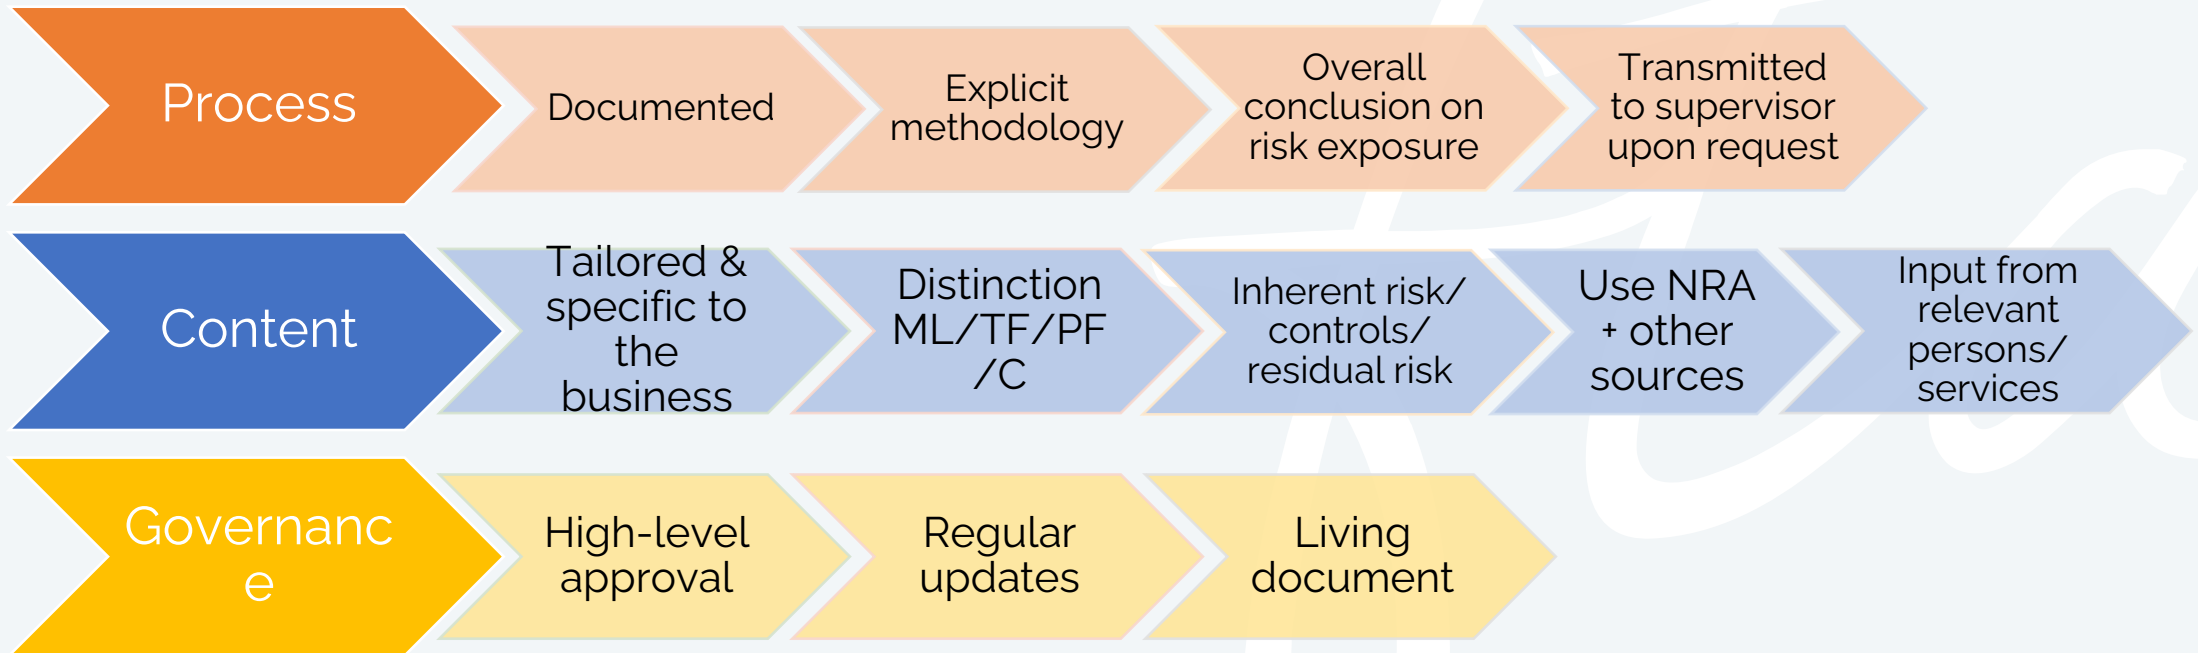 Process
Documented
Explicit
methodology
Overall
conclusion on
risk exposure
Transmitted
to supervisor
upon request
Content
Tailored &
specific to
the
business
Distinction
ML/TF/PF
/C
Inherent risk/
controls/
residual risk
Use NRA
+ other
sources
Input from
relevant
persons/
services
Governanc
e
High-level
approval
Regular
updates
Living
document